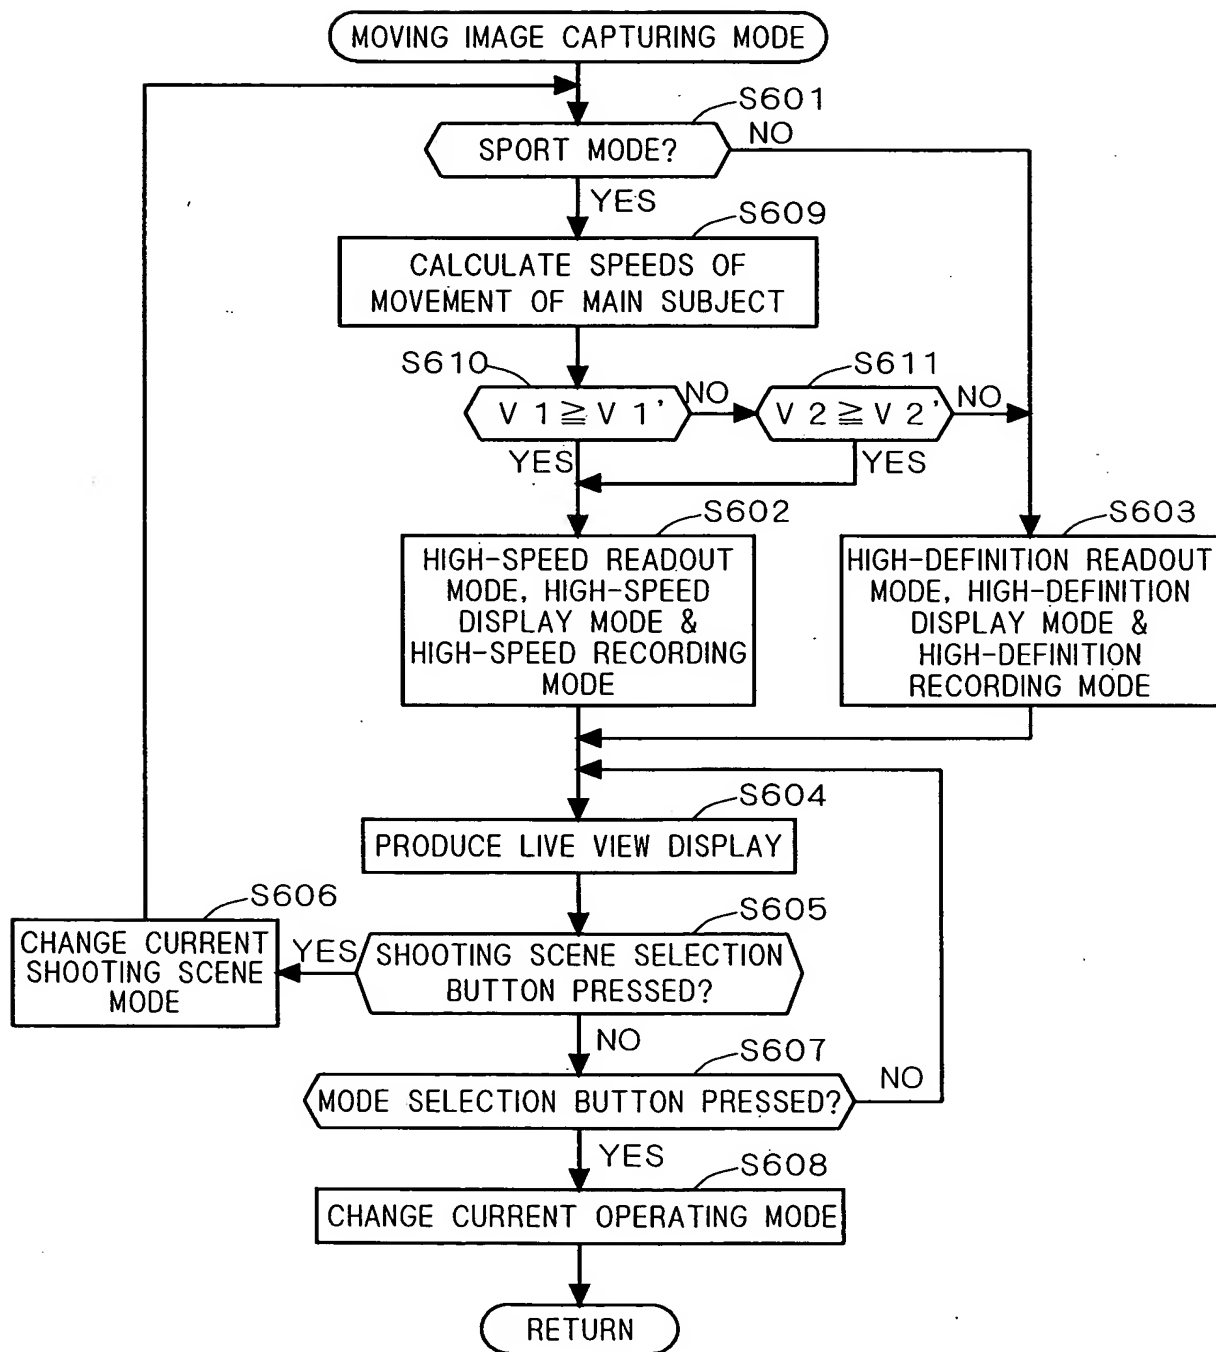 MOVING IMAGE CAPTURING MODE
S601
SPORT MODE?
NO
YES
S609
CALCULATE SPEEDS OF
MOVEMENT OF MAIN SUBJECT
S610
V 1 ≧ V 1 '
NO
S611
V 2 ≧ V 2 '
NO
YES
YES
S602
HIGH-SPEED READOUT
MODE, HIGH-SPEED
DISPLAY MODE &
HIGH-SPEED RECORDING
MODE
S603
HIGH-DEFINITION READOUT
MODE, HIGH-DEFINITION
DISPLAY MODE &
HIGH-DEFINITION
RECORDING MODE
S604
PRODUCE LIVE VIEW DISPLAY
S605
SHOOTING SCENE SELECTION
BUTTON PRESSED?
YES
S606
CHANGE CURRENT
SHOOTING SCENE
MODE
NO
S607
MODE SELECTION BUTTON PRESSED?
NO
YES
S608
CHANGE CURRENT OPERATING MODE
RETURN